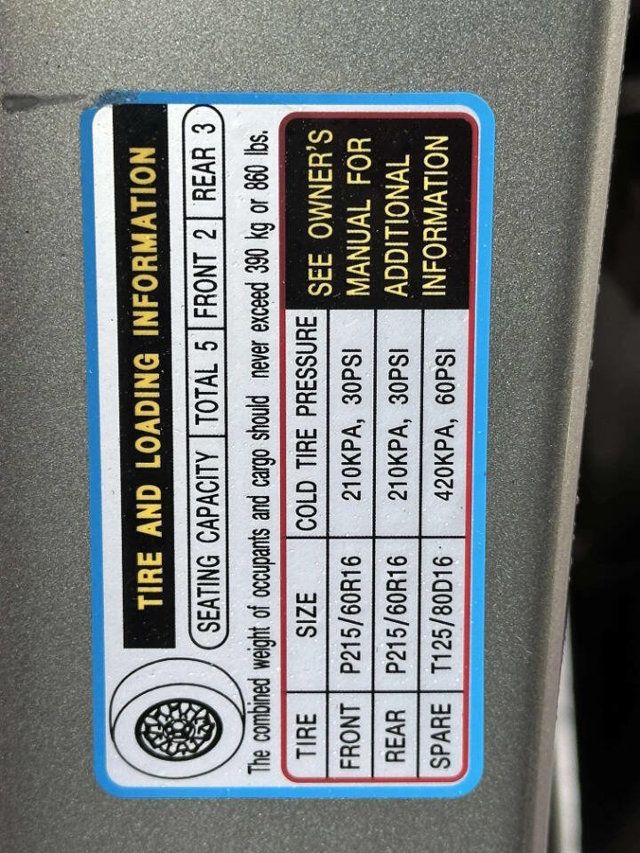 TIRE AND LOADING INFORMATION
SEATING CAPACITY TOTAL 5 FRONT 2 REAR 3
The combined weight of occupants and cargo should never exceed 390 kg or 860 lbs.
TIRE SIZE COLD TIRE PRESSURE
FRONT P215/60R16 210KPA, 30PSI
REAR P215/60R16 210KPA, 30PSI
SPARE T125/80D16 420KPA, 60PSI
SEE OWNER'S
MANUAL FOR
ADDITIONAL
INFORMATION